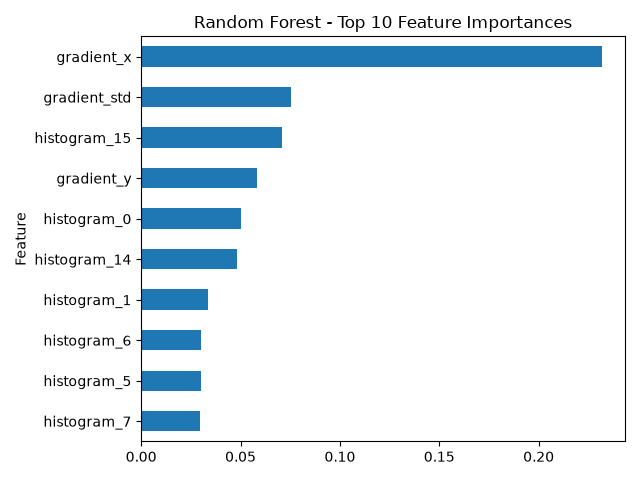 Random Forest - Top 10 Feature Importances
gradient_x
gradient_std
histogram_15
gradient_y
histogram_0
histogram_14
histogram_1
histogram_6
histogram_5
histogram_7
Feature
0.00 0.05 0.10 0.15 0.20